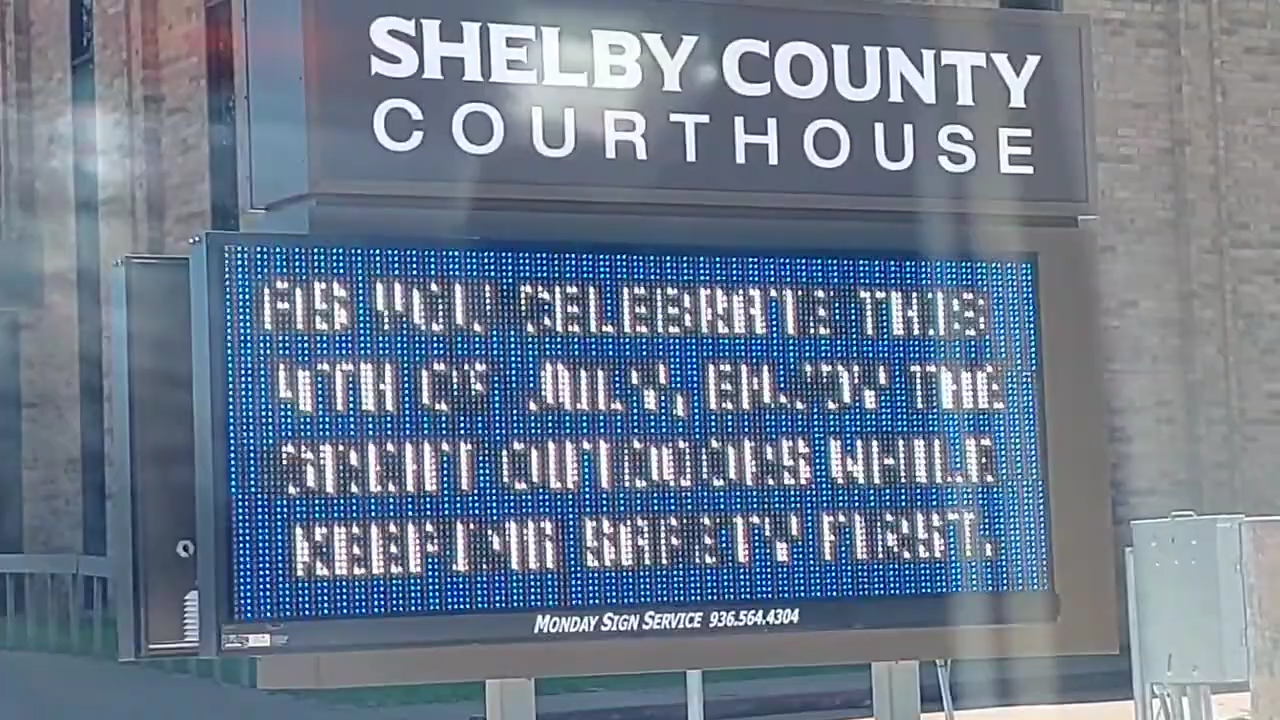 SHELBY COUNTY
COURTHOUSE
AS YOU CELEBRATE THIS
4TH OF JULY, ENJOY THE
GREAT OUTDOORS WHILE
KEEPING SAFETY FIRST.
MONDAY SIGN SERVICE 936.564.4304